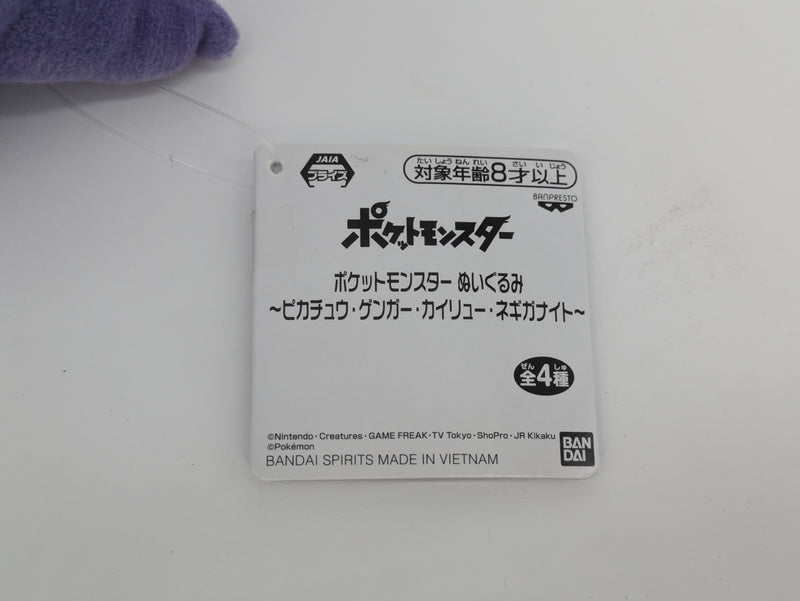 JAIA
プライズ
たいしょうねんれい さいいじょう
対象年齢8才以上
BANPRESTO
ポケットモンスター
ポケットモンスター ぬいぐるみ
~ピカチュウ・ゲンガー・カイリュー・ネギガナイト~
ぜん しゅ
全4種
©Nintendo・Creatures・GAME FREAK・TV Tokyo・ShoPro・JR Kikaku
©Pokémon
BANDAI SPIRITS MADE IN VIETNAM
BAN
DAI